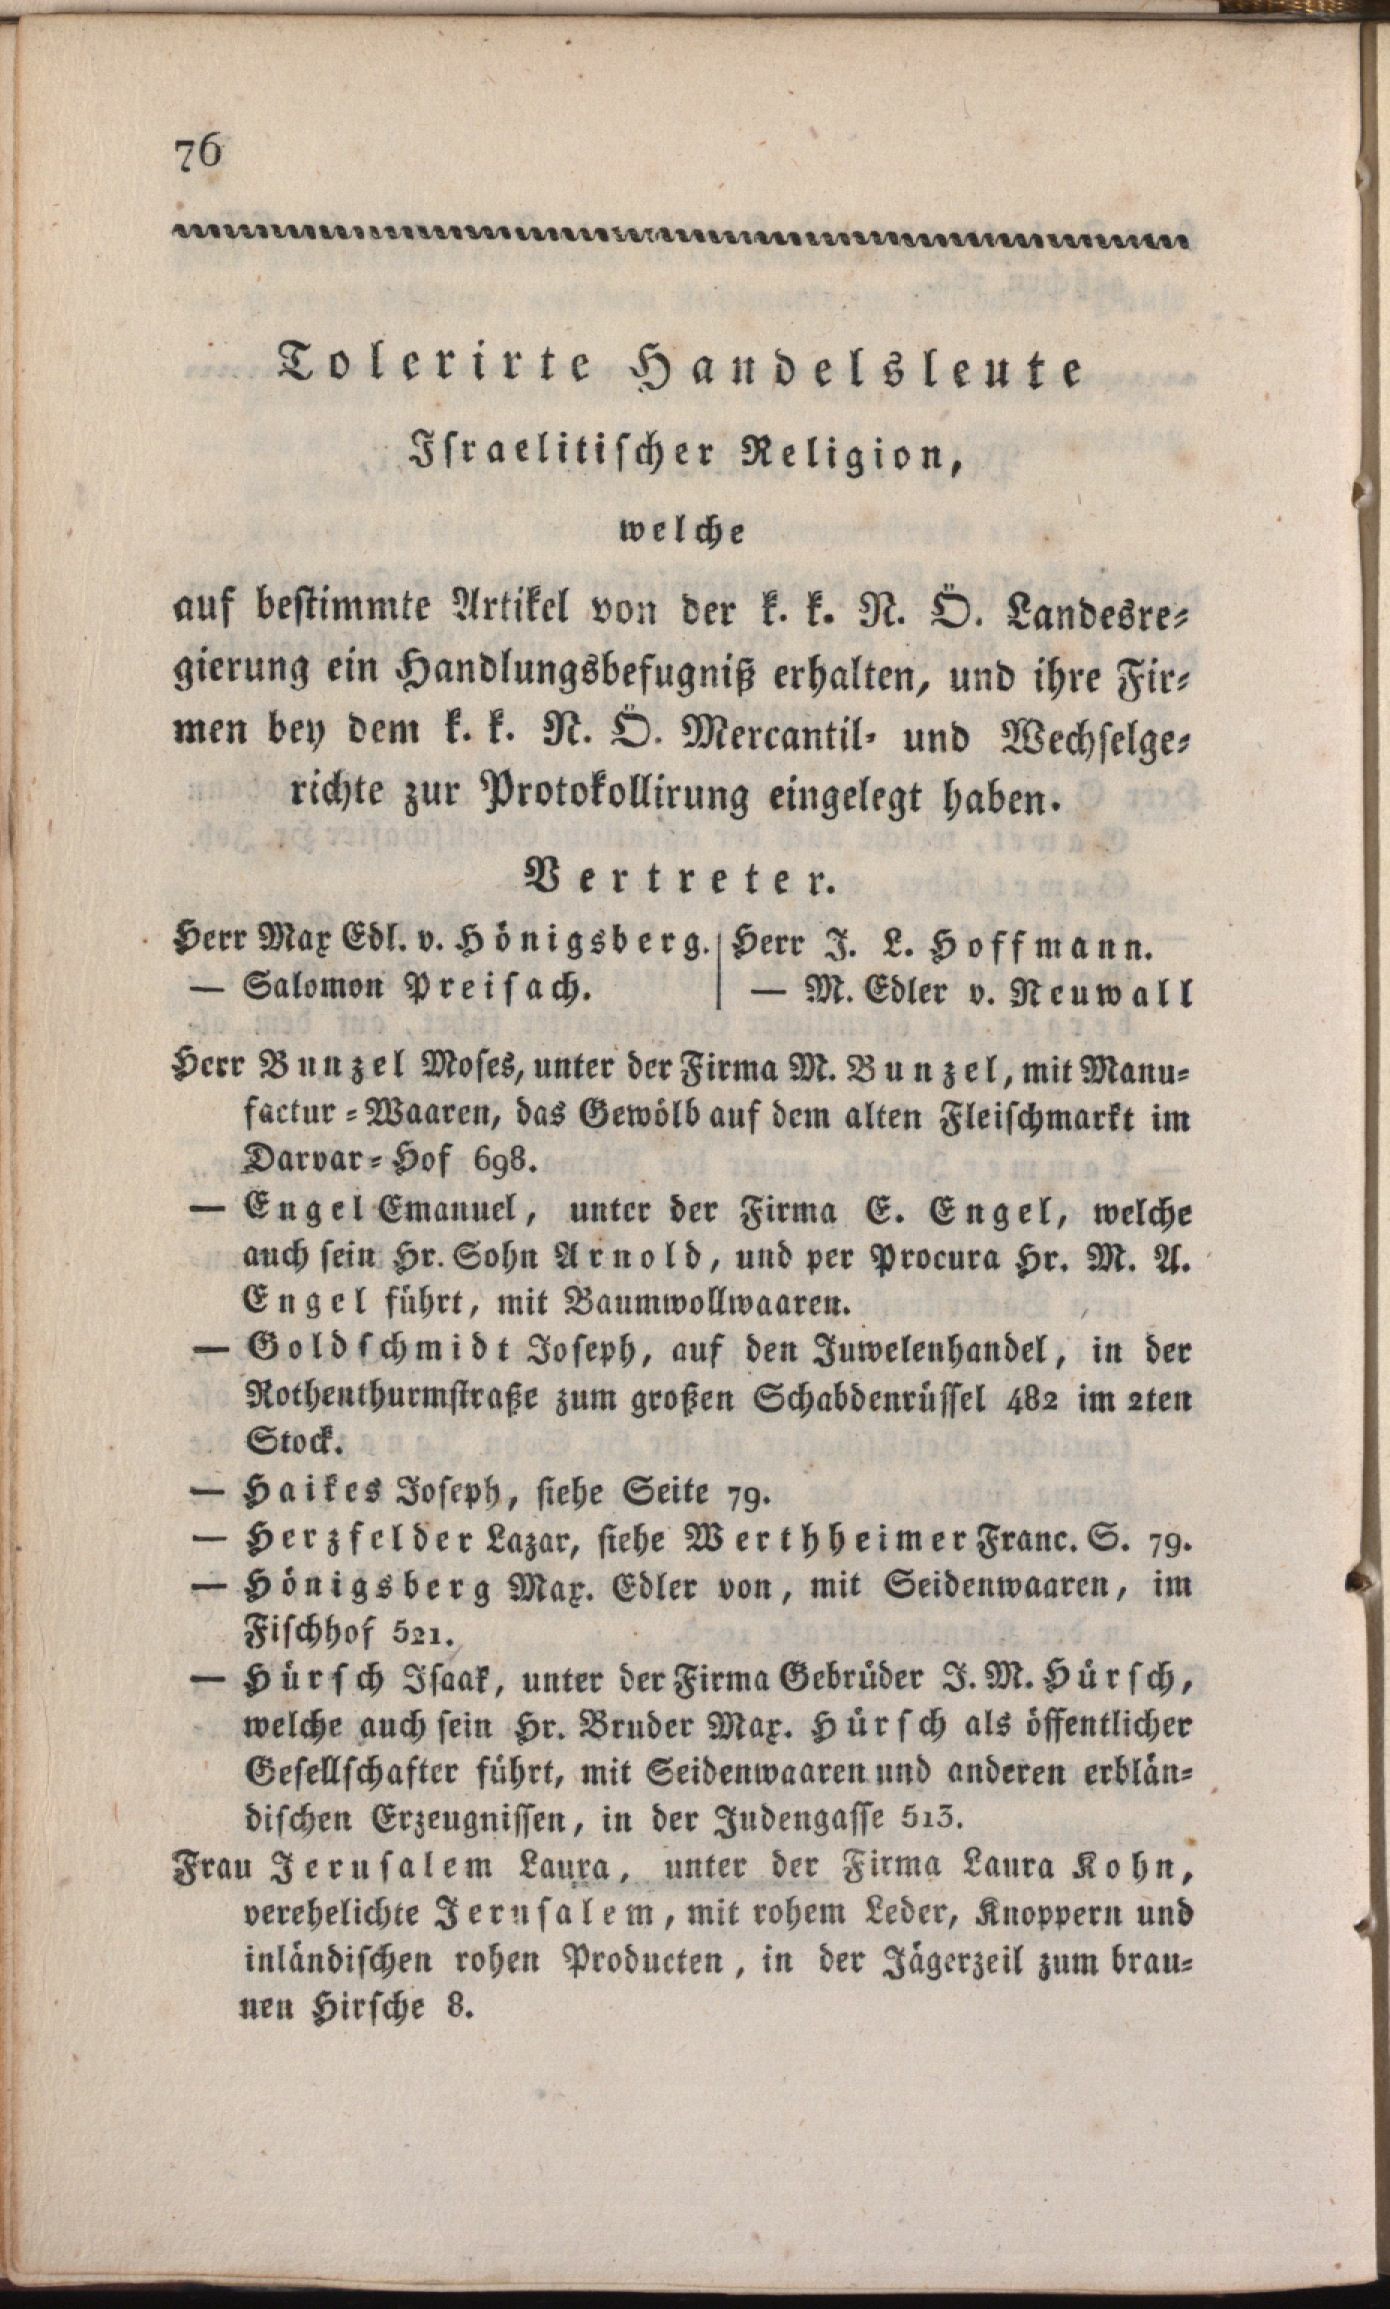 76
Tolerirte Handelsleute
Israelitischer Religion,
welche
auf bestimmte Artikel von der k. k. N. Ö. Landesre-
gierung ein Handlungsbefugniß erhalten, und ihre Fir-
men bey dem k. k. N. Ö. Mercantil- und Wechselge-
richte zur Protokollirung eingelegt haben.
Vertreter.
Herr Max Edl. v. Hönigsberg. Herr J. L. Hoffmann.
— Salomon Preisach. — M. Edler v. Neuwall
Herr Bunzel Moses, unter der Firma M. Bunzel, mit Manu-
factur-Waaren, das Gewölb auf dem alten Fleischmarkt im
Darvar-Hof 698.
— Engel Emanuel, unter der Firma E. Engel, welche
auch sein Hr. Sohn Arnold, und per Procura Hr. M. A.
Engel führt, mit Baumwollwaaren.
— Goldschmidt Joseph, auf den Juwelenhandel, in der
Rothenthurmstraße zum großen Schabdenrüssel 482 im 2ten
Stock.
— Haikes Joseph, siehe Seite 79.
— Herzfelder Lazar, siehe Werthheimer Franc. S. 79.
— Hönigsberg Max. Edler von, mit Seidenwaaren, im
Fischhof 521.
— Hürsch Isaak, unter der Firma Gebrüder J. M. Hürsch,
welche auch sein Hr. Bruder Max. Hürsch als öffentlicher
Gesellschafter führt, mit Seidenwaaren und anderen erblän-
dischen Erzeugnissen, in der Judengasse 513.
Frau Jerusalem Laura, unter der Firma Laura Kohn,
verehelichte Jerusalem, mit rohem Leder, Knoppern und
inländischen rohen Producten, in der Jägerzeil zum brau-
nen Hirsche 8.